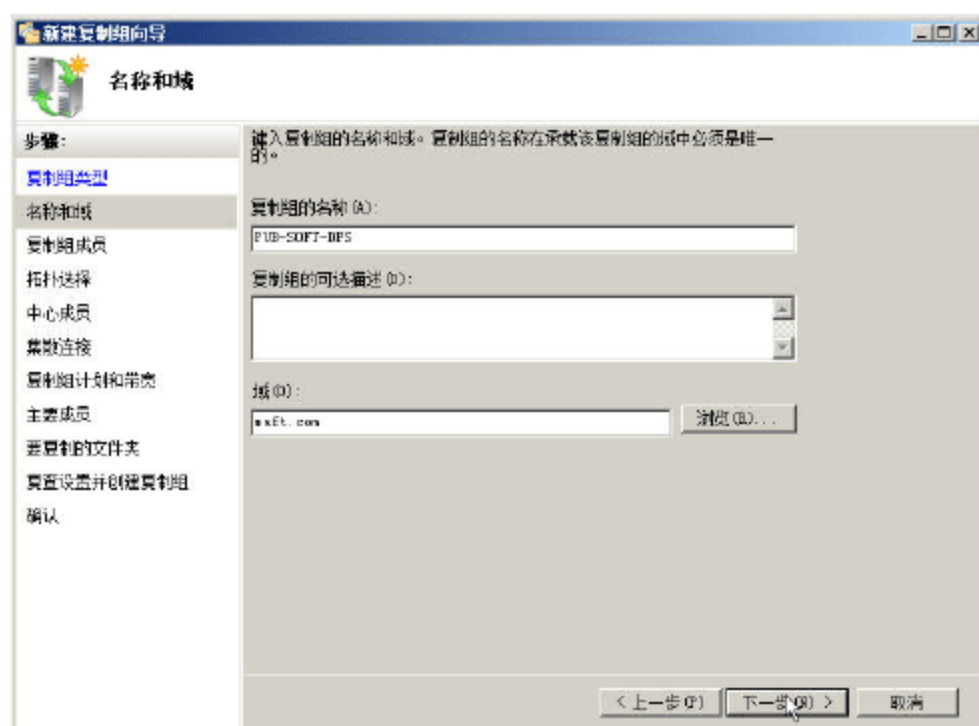 新建复制组向导
名称和域
步骤:
键入复制组的名称和域。复制组的名称在承载该复制组的域中必须是唯一
的。
复制组类型
名称和域
复制组的名称(A):
PUB-SOFT-DPS
复制组成员
拓扑选择
复制组的可选描述(D):
中心成员
集散连接
复制组计划和带宽
域(O):
主要成员
msft.com
浏览(R)...
要复制的文件夹
复查设置并创建复制组
确认
<上一步(P)
下一步(N) >
取消